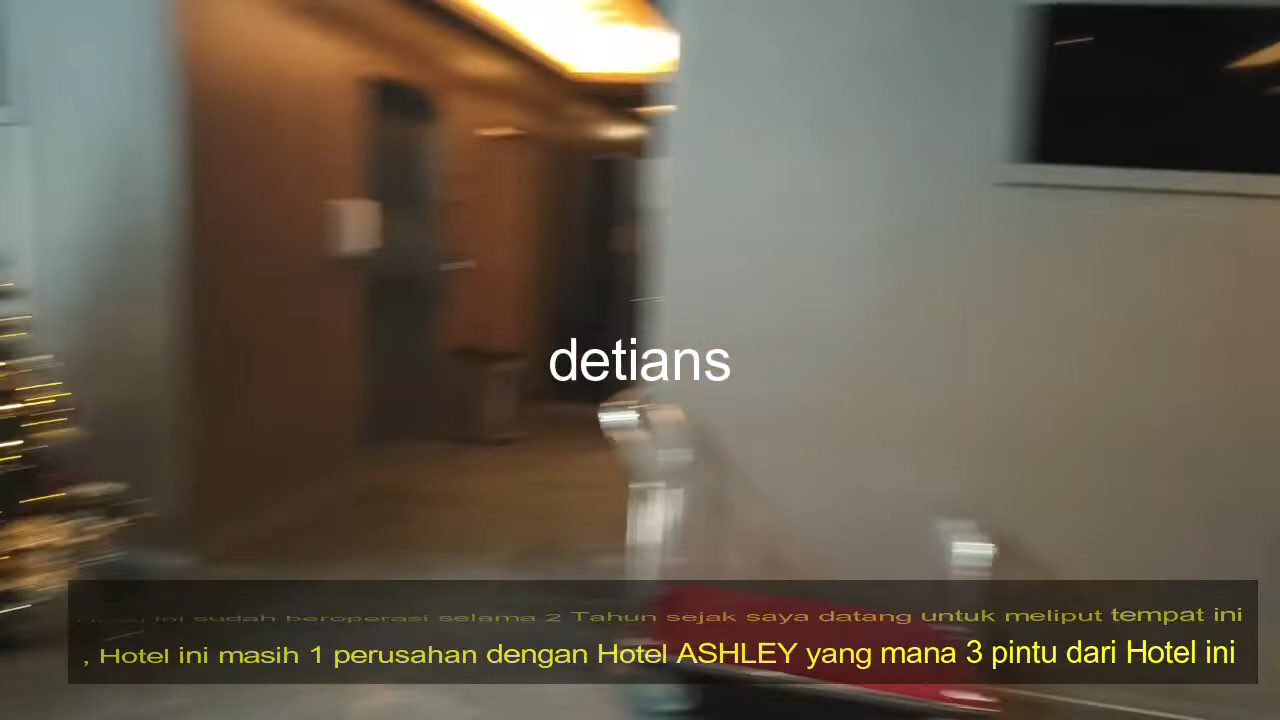 detians
ini sudah beroperasi selama 2 Tahun sejak saya datang untuk meliput tempat ini
, Hotel ini masih 1 perusahan dengan Hotel ASHLEY yang mana 3 pintu dari Hotel ini